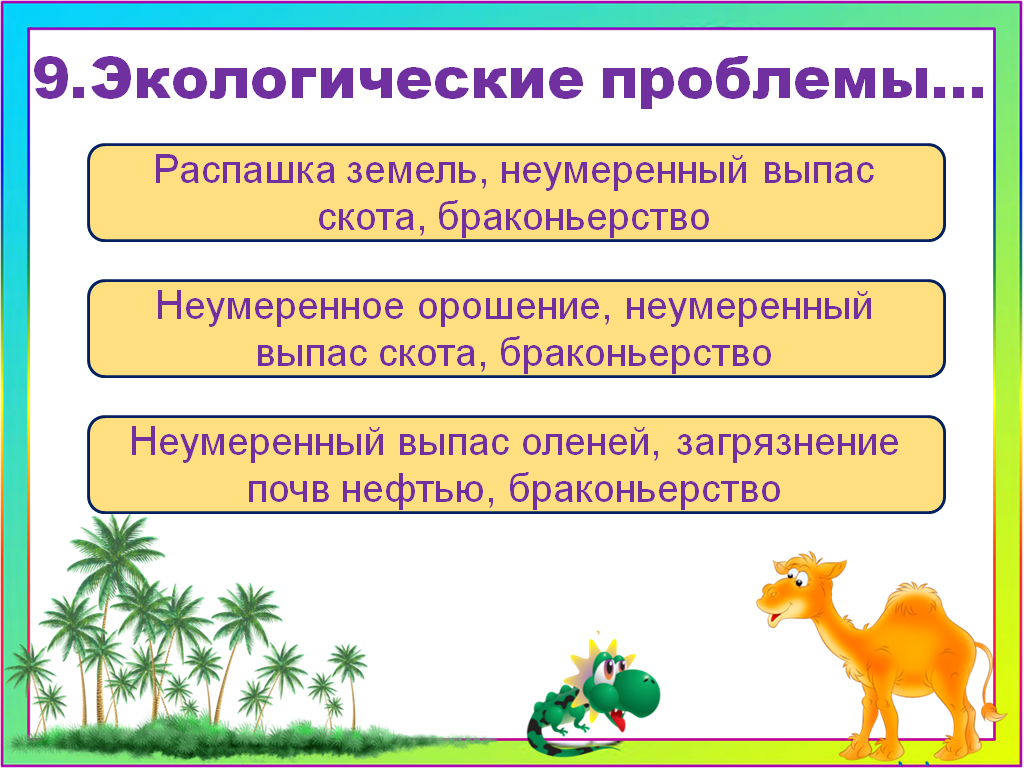 9.Экологические проблемы...
Распашка земель, неумеренный выпас
скота, браконьерство
Неумеренное орошение, неумеренный
выпас скота, браконьерство
Неумеренный выпас оленей, загрязнение
почв нефтью, браконьерство